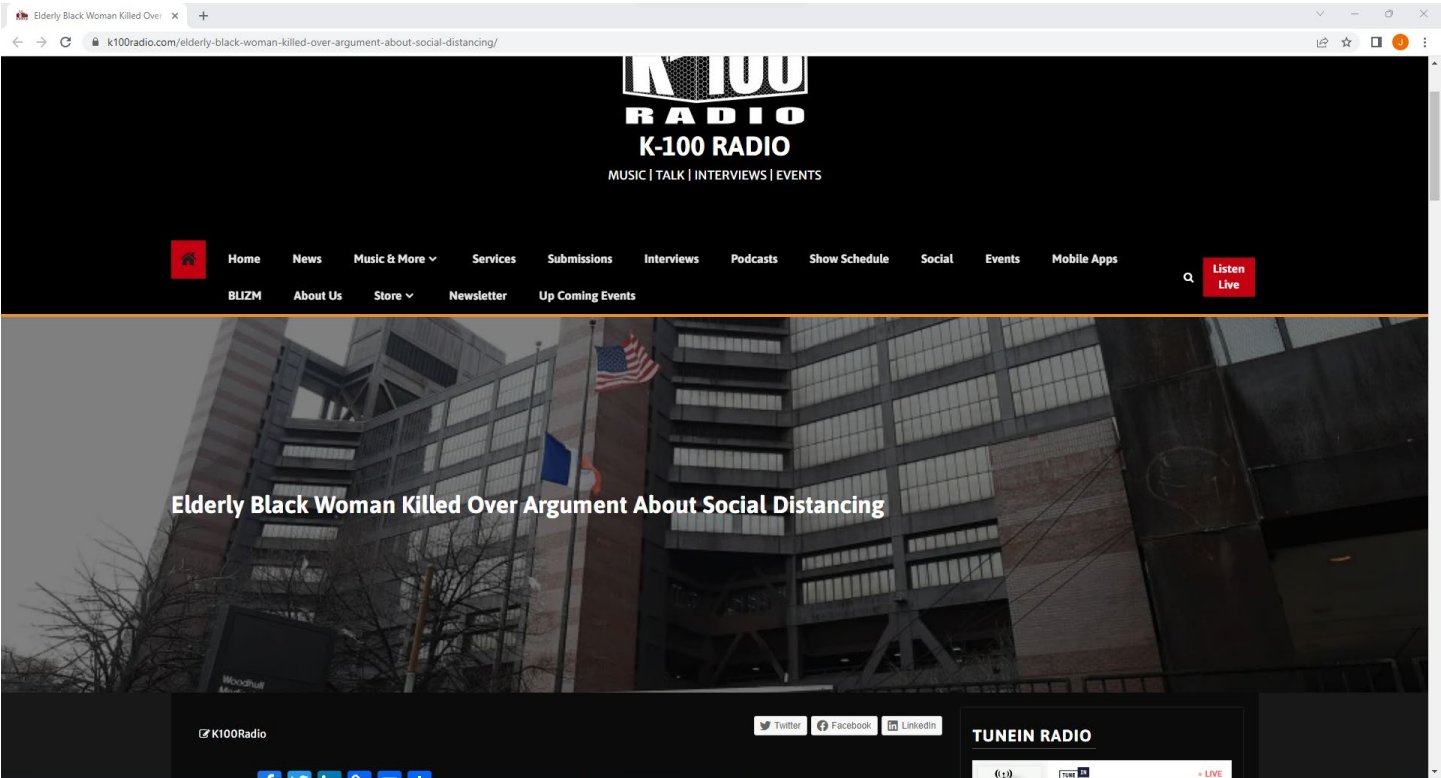 Elderly Black Woman Killed Over
k100radio.com/elderly-black-woman-killed-over-argument-about-social-distancing/
J
K-100
RADIO
K-100 RADIO
MUSIC | TALK | INTERVIEWS | EVENTS
Home News Music & More Services Submissions Interviews Podcasts Show Schedule Social Events Mobile Apps
BLIZM About Us Store Newsletter Up Coming Events
Listen
Live
Elderly Black Woman Killed Over Argument About Social Distancing
Woodhull
K100Radio
Twitter Facebook LinkedIn
TUNEIN RADIO
TUNE IN
LIVE